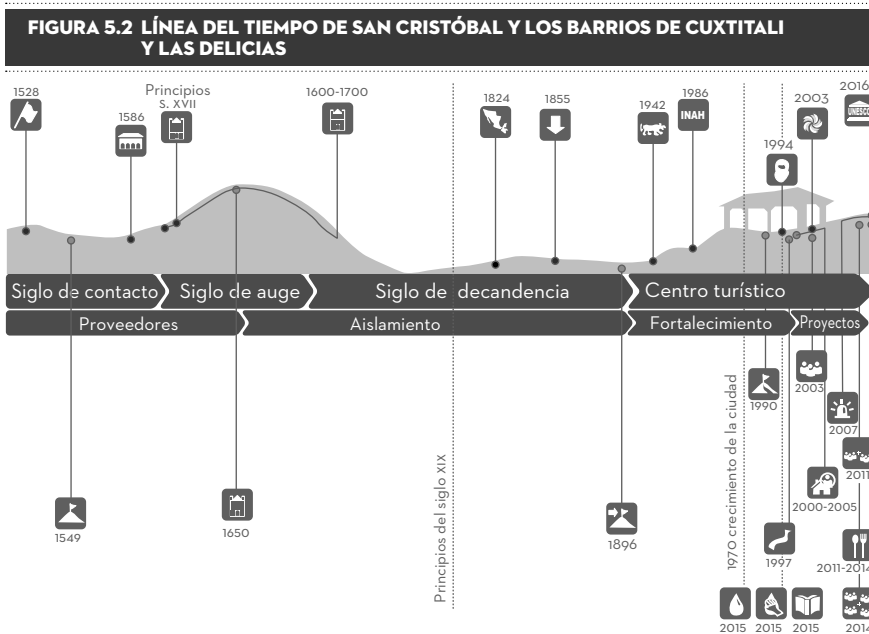 FIGURA 5.2 LÍNEA DEL TIEMPO DE SAN CRISTÓBAL Y LOS BARRIOS DE CUXTITALI
Y LAS DELICIAS
1528
1586
Principios
S. XVII
1600-1700
1824
1855
1942
1986
INAH
1994
2003
2016
UNESCO
Siglo de contacto
Siglo de auge
Siglo de decandencia
Centro turístico
Proveedores
Aislamiento
Fortalecimiento
Proyectos
1549
1650
Principios del siglo XIX
1896
1970 crecimiento de la ciudad
1990
2003
2007
2011
2000-2005
1997
2011-2014
2015
2015
2015
2014